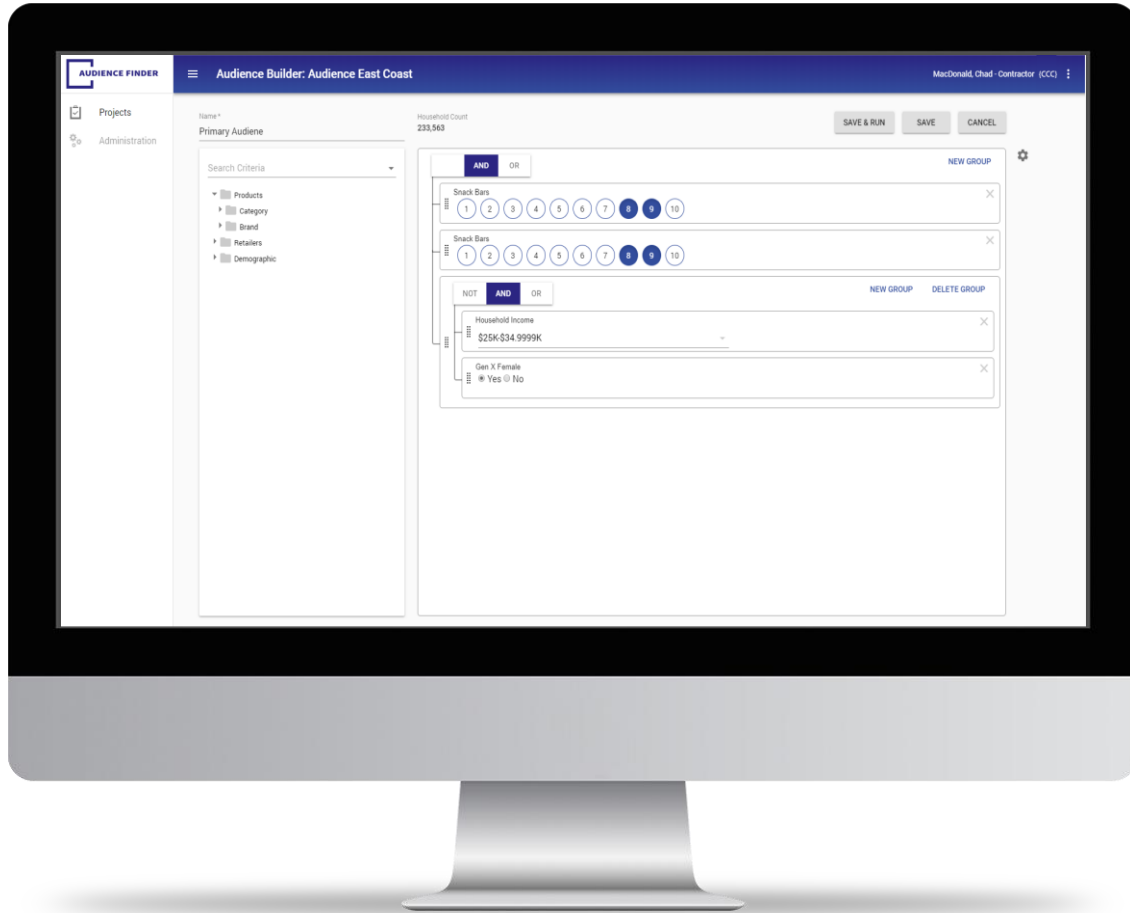 AUDIENCE FINDER
Audience Builder: Audience East Coast
MacDonald, Chad - Contractor (CCC)
Projects
Administration
Name *
Primary Audiene
Household Count
233,563
SAVE & RUN SAVE CANCEL
Search Criteria
Products
Category
Brand
Retailers
Demographic
AND OR
NEW GROUP
Snack Bars
1 2 3 4 5 6 7 8 9 10
Snack Bars
1 2 3 4 5 6 7 8 9 10
NOT AND OR
NEW GROUP DELETE GROUP
Household Income
$25K-$34.9999K
Gen X Female
Yes No